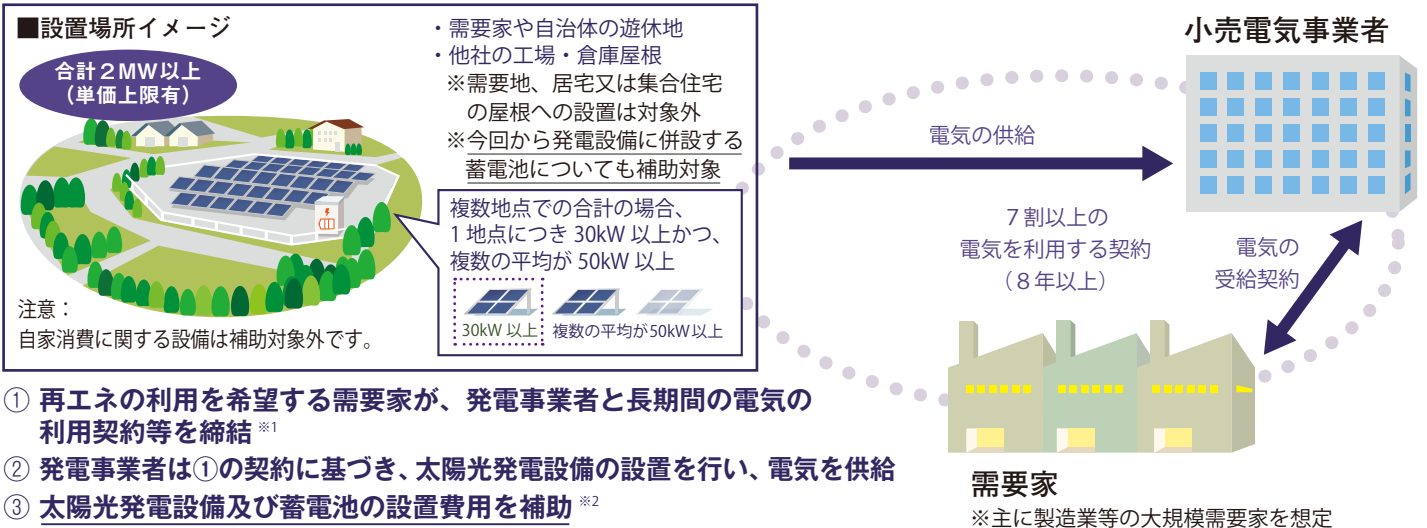 ■設置場所イメージ
合計2MW以上
(単価上限有)
・需要家や自治体の遊休地
・他社の工場・倉庫屋根
※需要地、居宅又は集合住宅
の屋根への設置は対象外
※今回から発電設備に併設する
蓄電池についても補助対象
複数地点での合計の場合、
1地点につき30kW以上かつ、
複数の平均が50kW以上
30kW以上
複数の平均が50kW以上
注意：
自家消費に関する設備は補助対象外です。
小売電気事業者
電気の供給
7割以上の
電気を利用する契約
（8年以上）
電気の
受給契約
需要家
※主に製造業等の大規模需要家を想定
① 再エネの利用を希望する需要家が、発電事業者と長期間の電気の
利用契約等を締結 ※1
② 発電事業者は①の契約に基づき、太陽光発電設備の設置を行い、電気を供給
③ 太陽光発電設備及び蓄電池の設置費用を補助 ※2